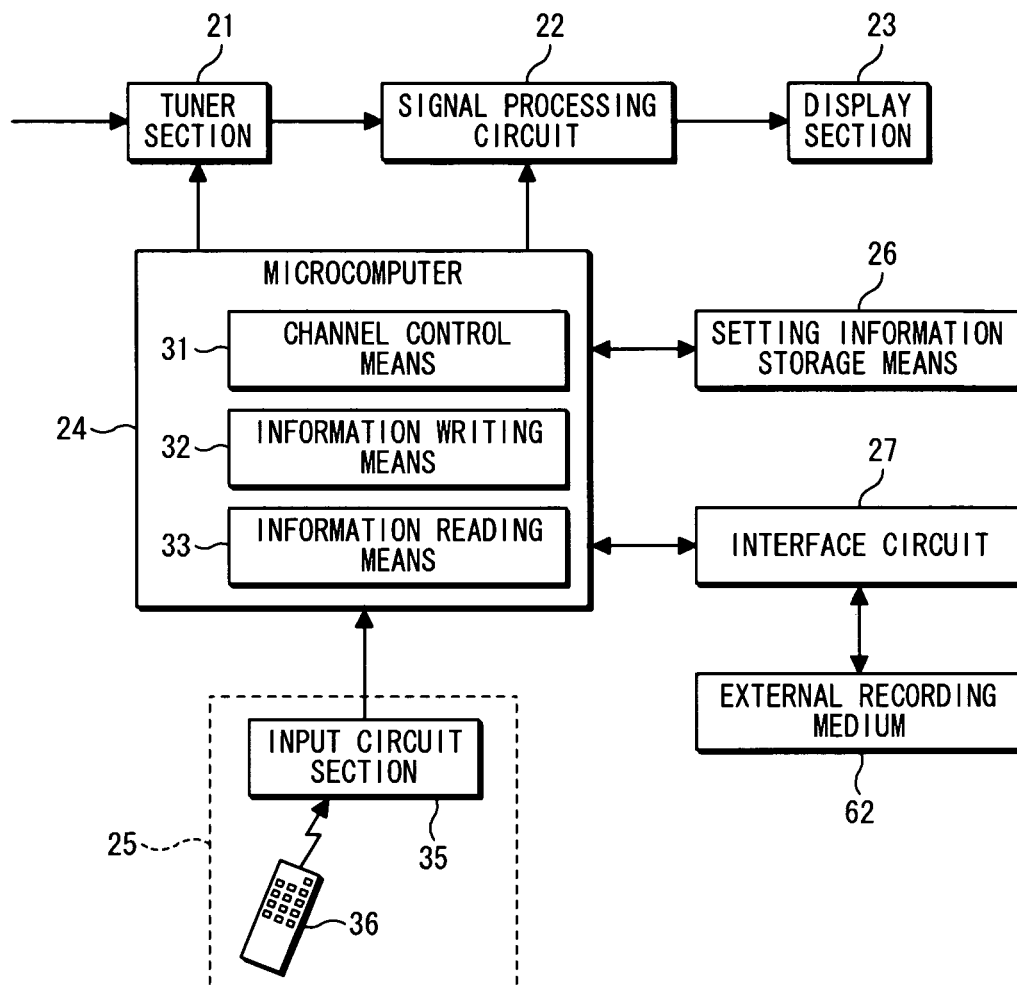 21
22
23
TUNER
SECTION
SIGNAL PROCESSING
CIRCUIT
DISPLAY
SECTION
MICROCOMPUTER
26
31
CHANNEL CONTROL
MEANS
SETTING INFORMATION
STORAGE MEANS
24
32
INFORMATION WRITING
MEANS
27
33
INFORMATION READING
MEANS
INTERFACE CIRCUIT
EXTERNAL RECORDING
MEDIUM
62
INPUT CIRCUIT
SECTION
25
35
36